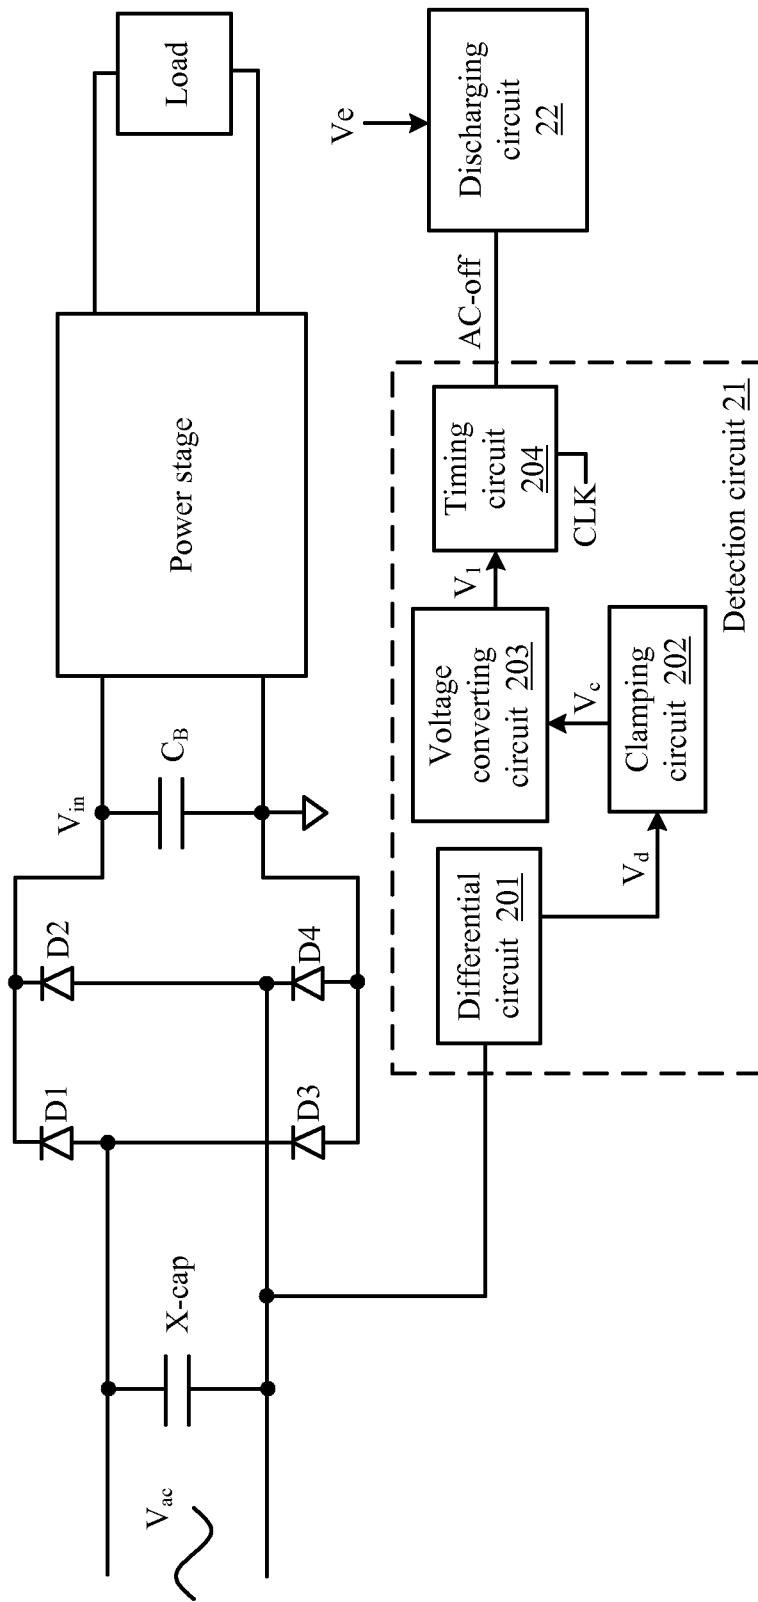 V_ac
X-cap
D1
D2
D3
D4
V_in
C_B
Power stage
Load
Differential
circuit 201
V_d
Clamping
circuit 202
V_c
Voltage
converting
circuit 203
V_1
Timing
circuit
204
CLK
Detection circuit 21
AC-off
Ve
Discharging
circuit
22